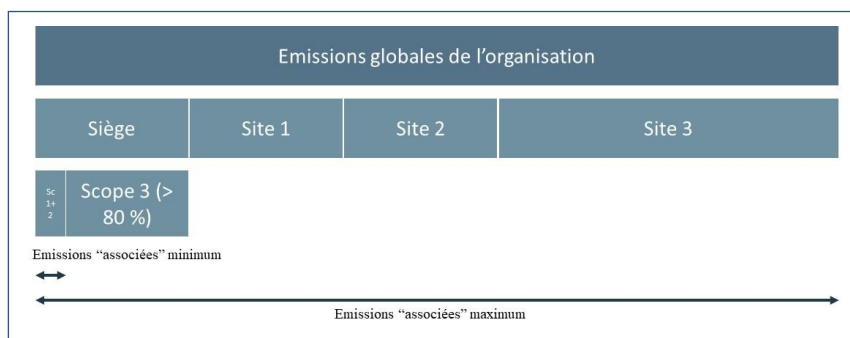 Emissions globales de l'organisation
Siège
Site 1
Site 2
Site 3
Sc
1+
2
Scope 3 (>
80 %)
Emissions “associées” minimum
Emissions “associées” maximum